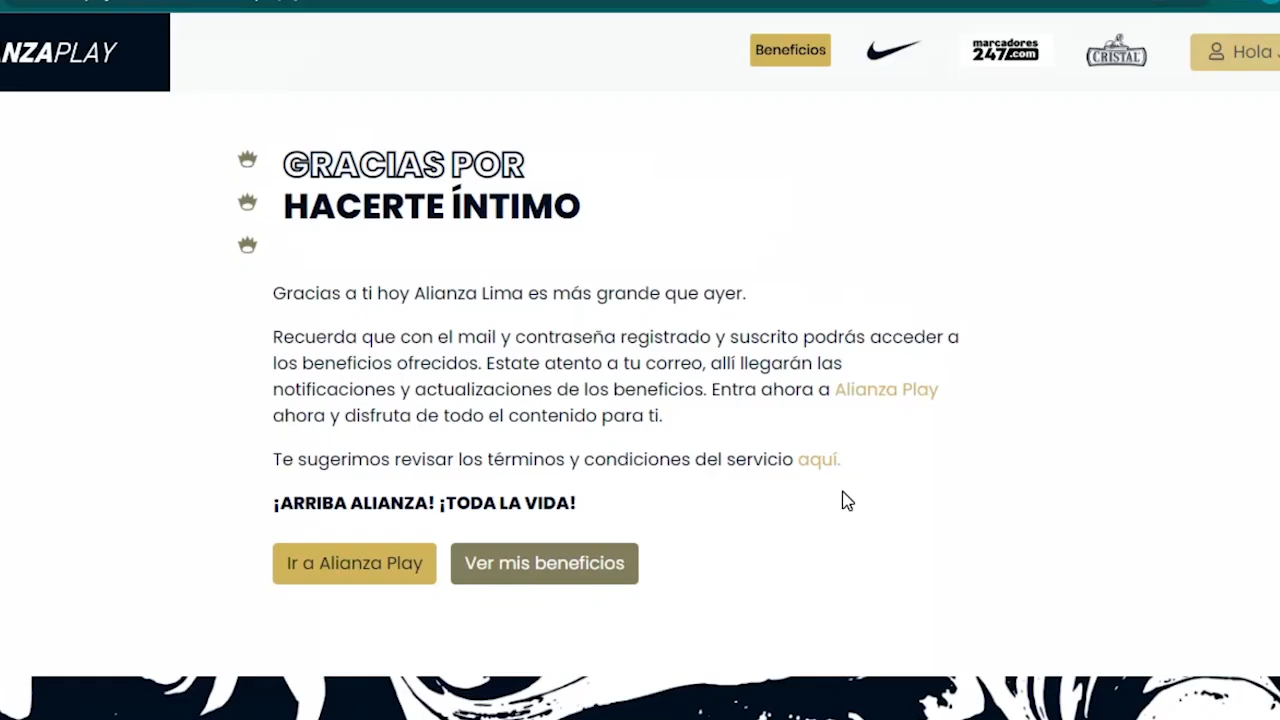 NZAPLAY
Beneficios
marcadores
247.com
CRISTAL
Hola
GRACIAS POR
HACERTE ÍNTIMO
Gracias a ti hoy Alianza Lima es más grande que ayer.
Recuerda que con el mail y contraseña registrado y suscrito podrás acceder a
los beneficios ofrecidos. Estate atento a tu correo, allí llegarán las
notificaciones y actualizaciones de los beneficios. Entra ahora a Alianza Play
ahora y disfruta de todo el contenido para ti.
Te sugerimos revisar los términos y condiciones del servicio aquí.
¡ARRIBA ALIANZA! ¡TODA LA VIDA!
Ir a Alianza Play
Ver mis beneficios